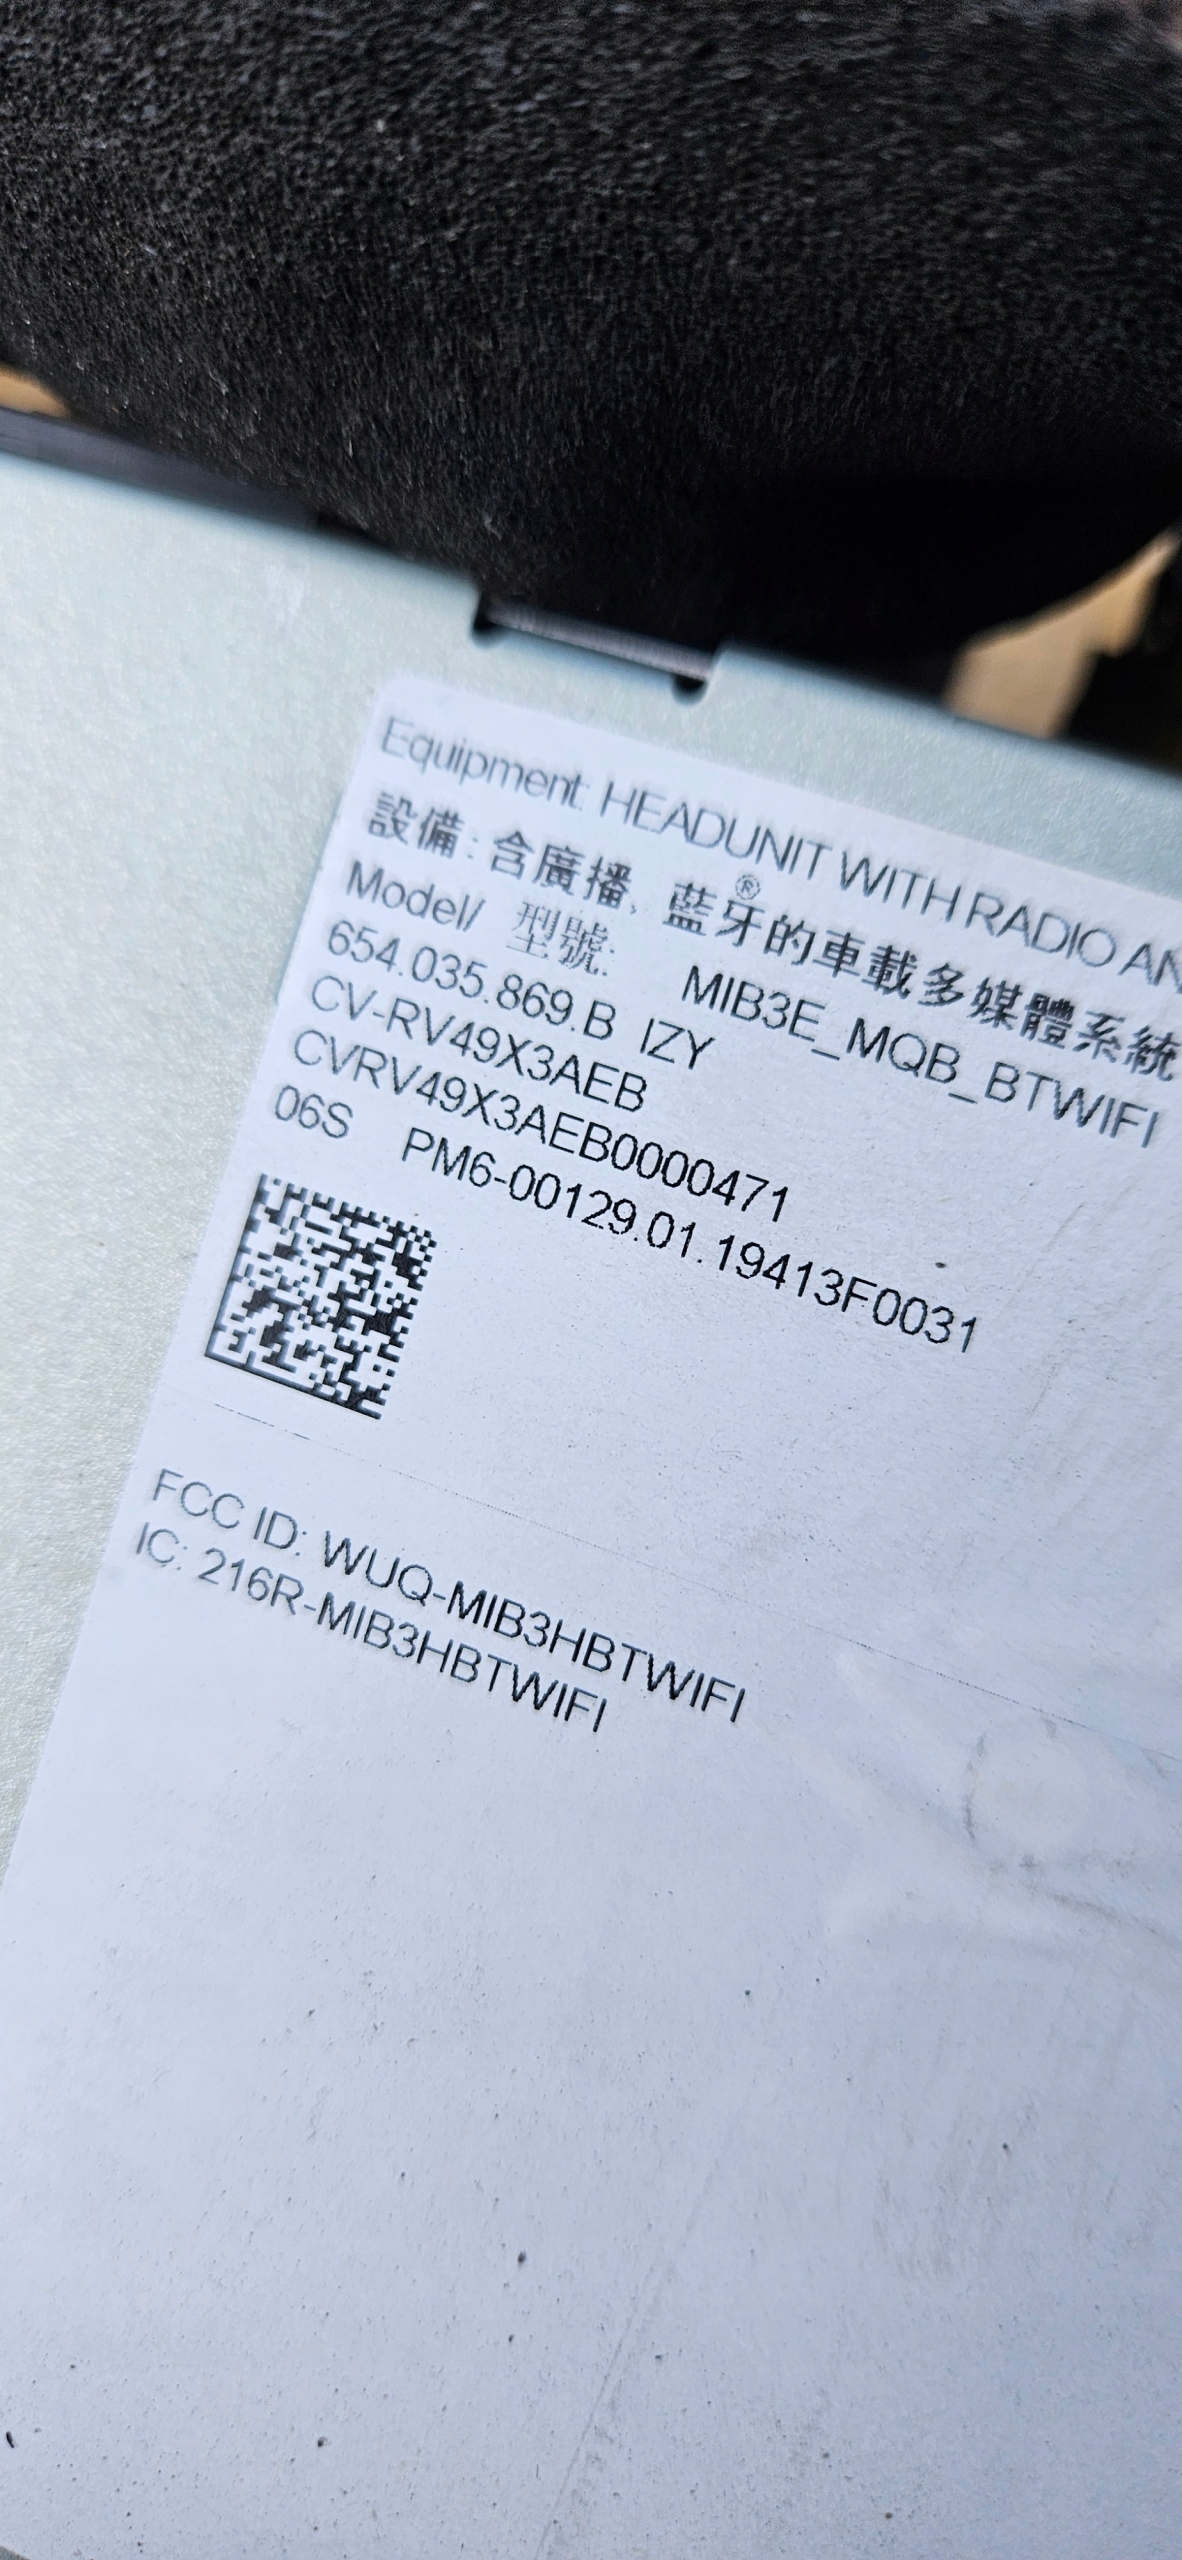 Equipment: HEADUNIT WITH RADIO AN
設備: 含廣播, 藍牙®的車載多媒體系統
Model/ 型號: MIB3E_MQB_BTWIFI
654.035.869.B IZY
CV-RV49X3AEB
CVRV49X3AEB0000471
06S PM6-00129.01.19413F0031
FCC ID: WUQ-MIB3HBTWIFI
IC: 216R-MIB3HBTWIFI